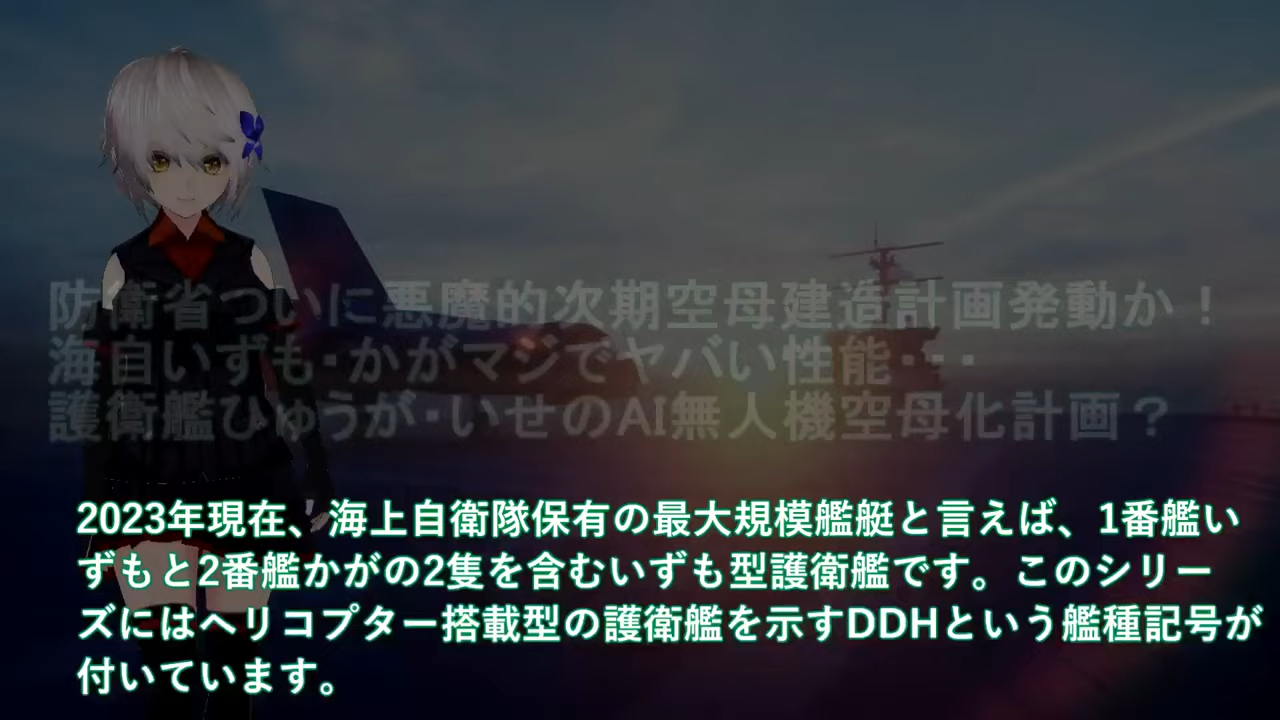 防衛省ついに悪魔的次期空母建造計画発動か！
海自いずも・かがマジでヤバい性能・・・
護衛艦ひゅうが・いせのAI無人機空母化計画？
2023年現在、海上自衛隊保有の最大規模艦艇と言えば、1番艦い
ずもと2番艦かがの2隻を含むいずも型護衛艦です。このシリー
ズにはヘリコプター搭載型の護衛艦を示すDDHという艦種記号が
付いています。